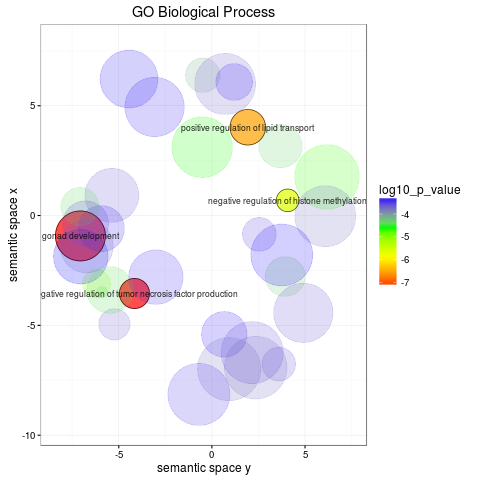 GO Biological Process
5
0
-5
-10
semantic space x
positive regulation of lipid transport
negative regulation of histone methylation
gonad development
gative regulation of tumor necrosis factor production
-5
0
5
semantic space y
log10_p_value
-4
-5
-6
-7